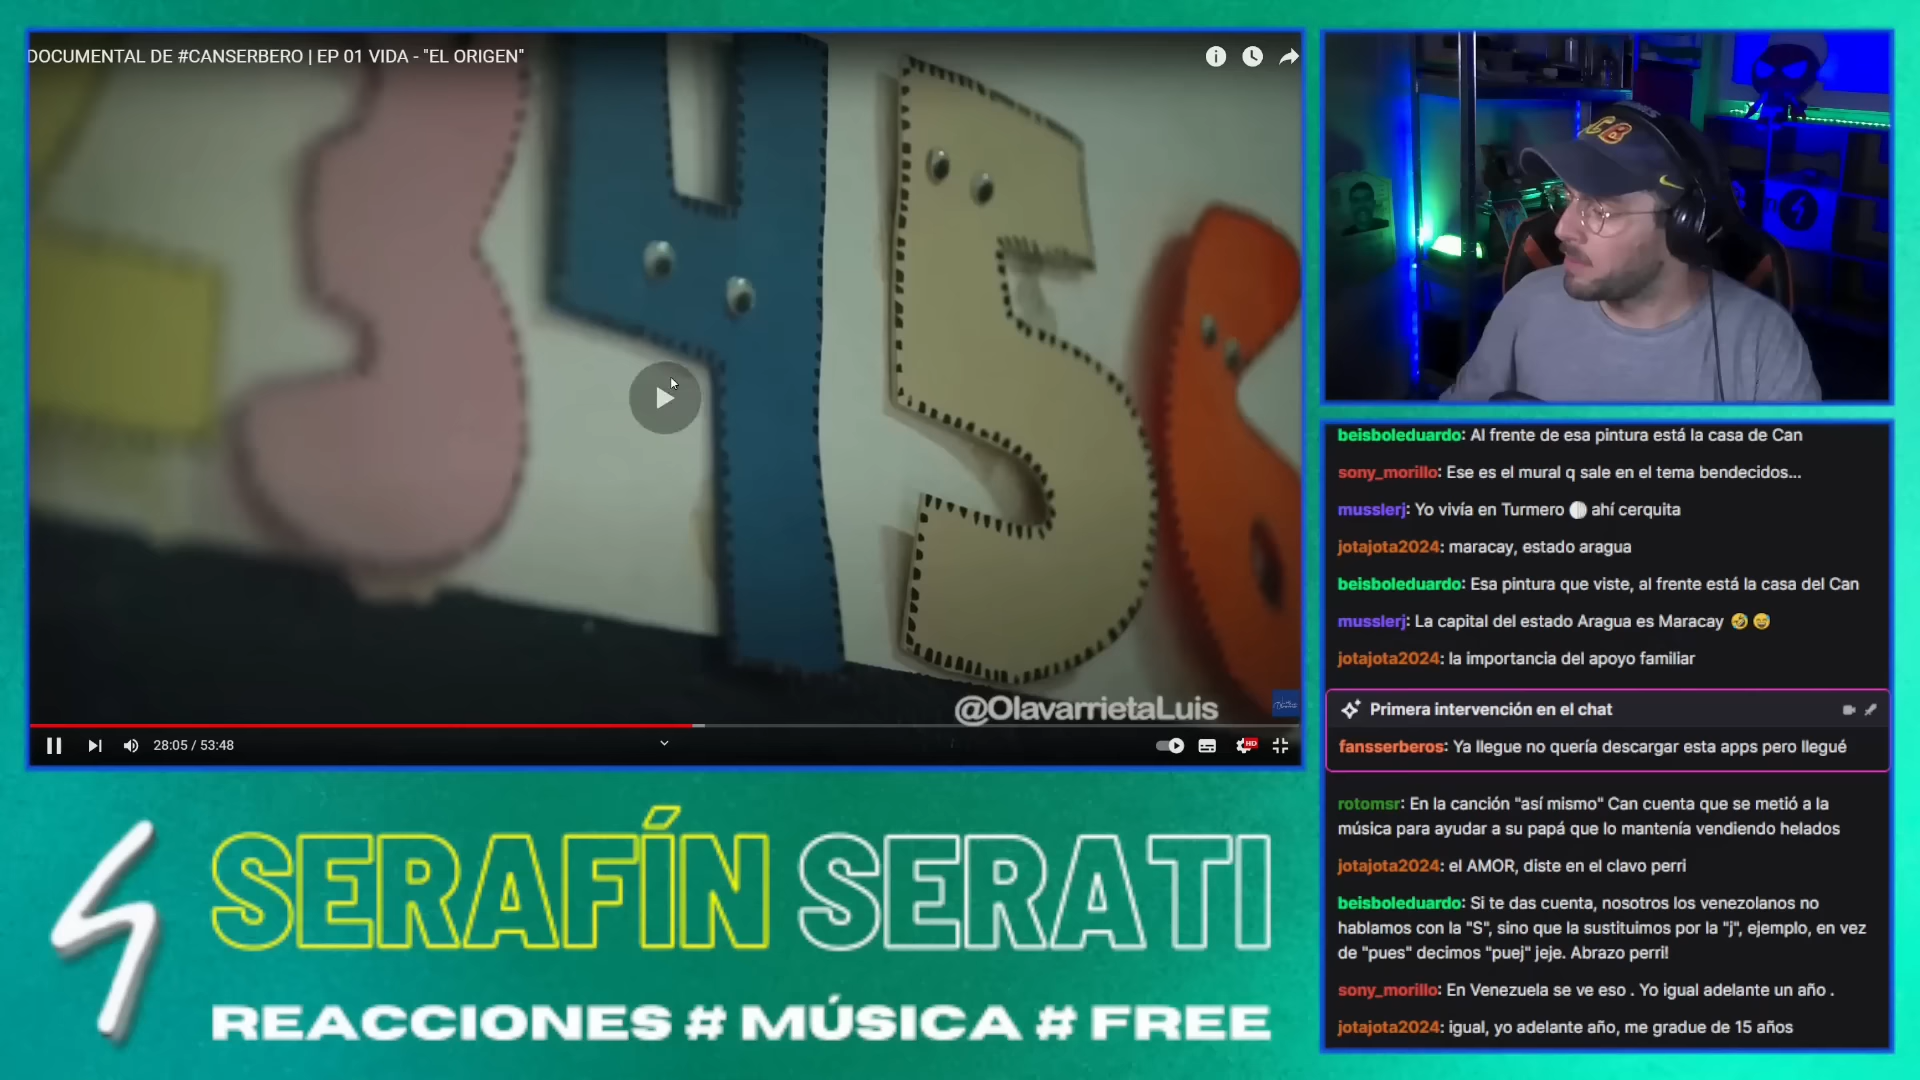 DOCUMENTAL DE #CANSERBERO | EP 01 VIDA - "EL ORIGEN"
3 4 5 6
@OlavarrietaLuis
28:05 / 53:48
HD
CB
beisboleduardo: Al frente de esa pintura está la casa de Can
sony_morillo: Ese es el mural q sale en el tema bendecidos...
musslerj: Yo vivía en Turmero ahí cerquita
jotajota2024: maracay, estado aragua
beisboleduardo: Esa pintura que viste, al frente está la casa del Can
musslerj: La capital del estado Aragua es Maracay 🤣 😅
jotajota2024: la importancia del apoyo familiar
Primera intervención en el chat
fansserberos: Ya llegue no quería descargar esta apps pero llegué
rotomsr: En la canción "así mismo" Can cuenta que se metió a la
música para ayudar a su papá que lo mantenía vendiendo helados
jotajota2024: el AMOR, diste en el clavo perri
beisboleduardo: Si te das cuenta, nosotros los venezolanos no
hablamos con la "S", sino que la sustituimos por la "j", ejemplo, en vez
de "pues" decimos "puej" jeje. Abrazo perri!
sony_morillo: En Venezuela se ve eso . Yo igual adelante un año .
jotajota2024: igual, yo adelante año, me gradue de 15 años
SERAFÍN SERATI
REACCIONES # MÚSICA # FREE